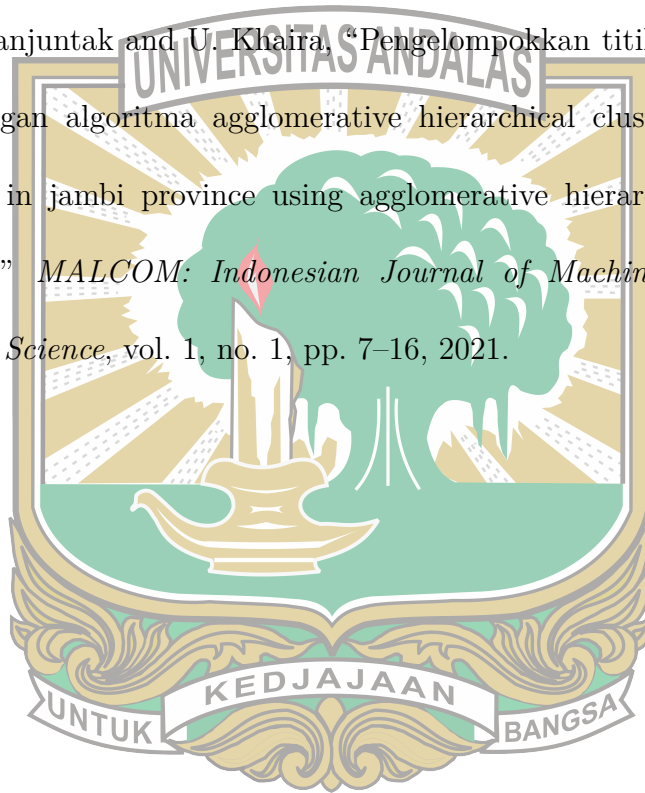 anjuntak and U. Khaira, “Pengelompokkan titil
UNIVERSITAS ANDALAS
gan algoritma agglomerative hierarchical clus
in jambi province using agglomerative hierar
” MALCOM: Indonesian Journal of Machin
Science, vol. 1, no. 1, pp. 7–16, 2021.
KEDJAJAAN
UNTUK
BANGSA